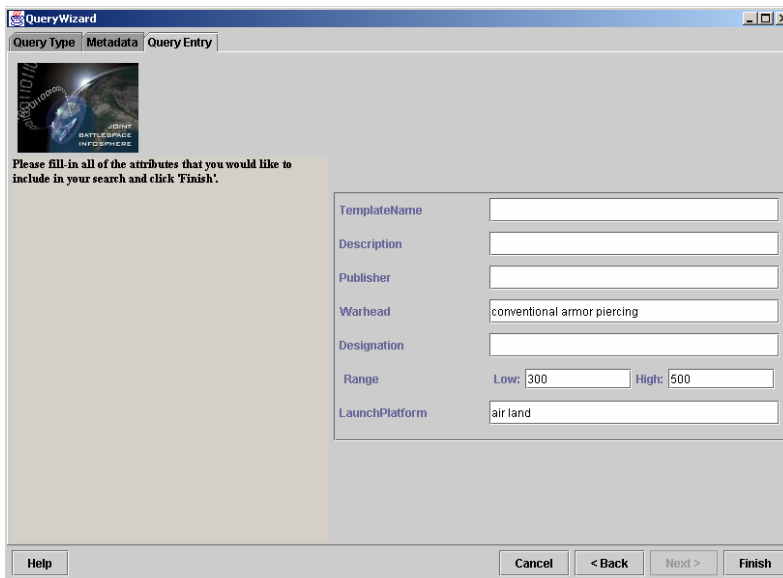 QueryWizard
Query Type Metadata Query Entry
JOINT
BATTLESPACE
INFOSPHERE
Please fill-in all of the attributes that you would like to
include in your search and click 'Finish'.
TemplateName
Description
Publisher
Warhead conventional armor piercing
Designation
Range Low: 300 High: 500
LaunchPlatform air land
Help Cancel < Back Next > Finish